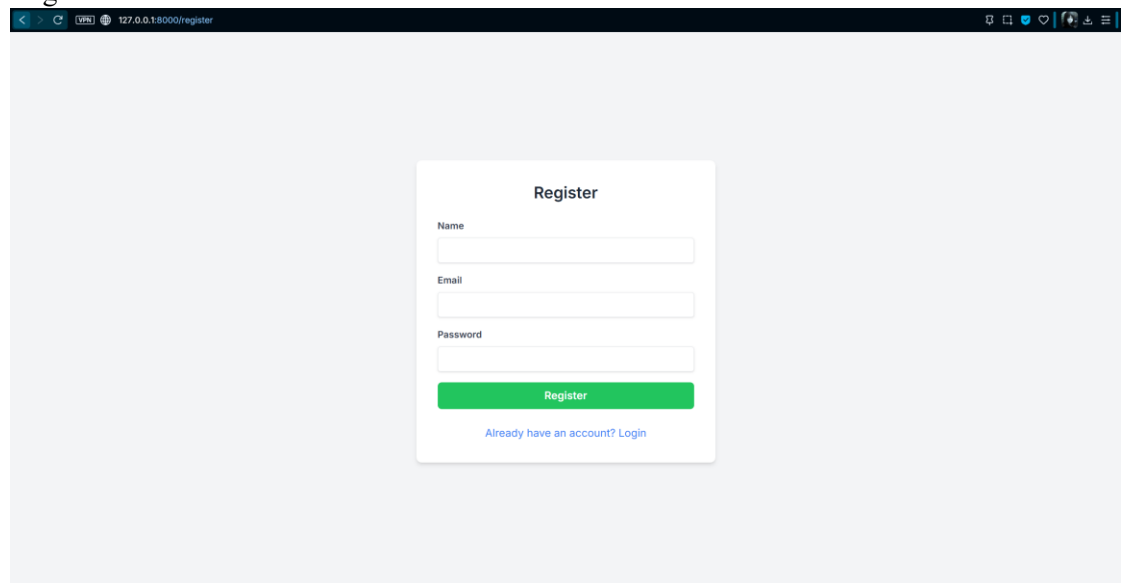 VPN 127.0.0.1:8000/register
Register
Name
Email
Password
Register
Already have an account? Login